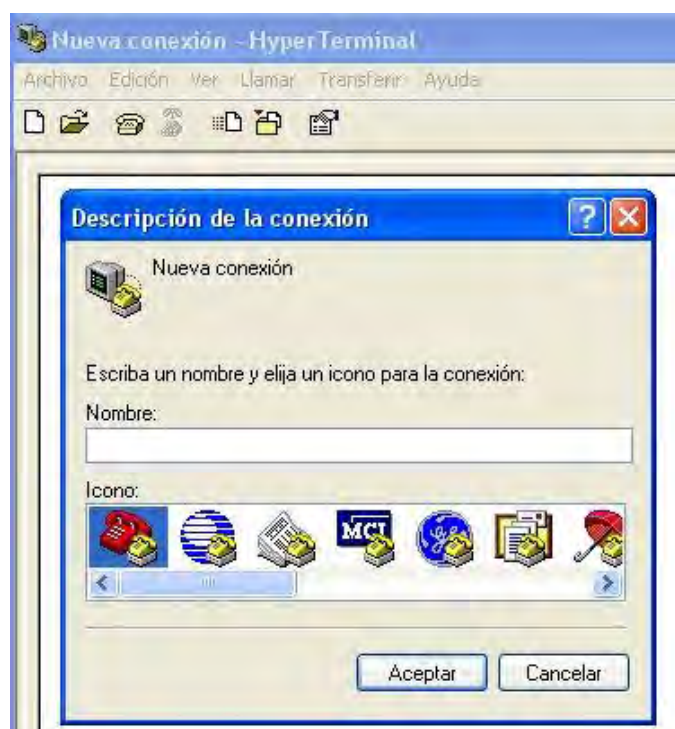 Nueva conexión - HyperTerminal
Archivo Edición Ver Llamar Transferir Ayuda
Descripción de la conexión
Nueva conexión
Escriba un nombre y elija un icono para la conexión:
Nombre:
Icono:
MCI
Aceptar
Cancelar